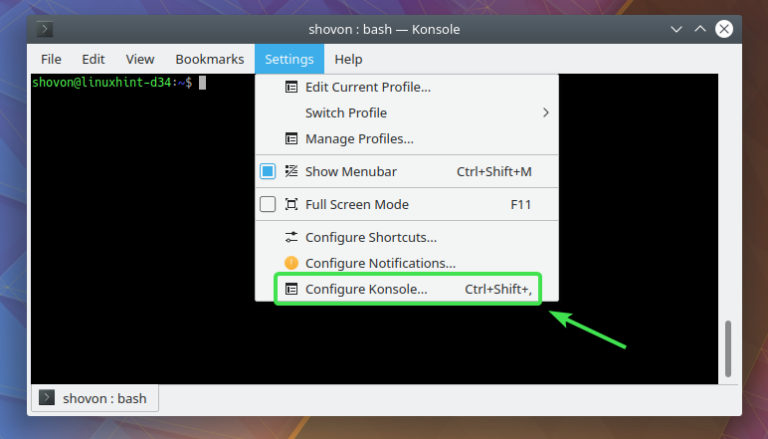 shovon : bash — Konsole
File Edit View Bookmarks Settings Help
shovon@linuxhint-d34:~$
Edit Current Profile...
Switch Profile
Manage Profiles...
Show Menubar Ctrl+Shift+M
Full Screen Mode F11
Configure Shortcuts...
Configure Notifications...
Configure Konsole... Ctrl+Shift+,
shovon : bash